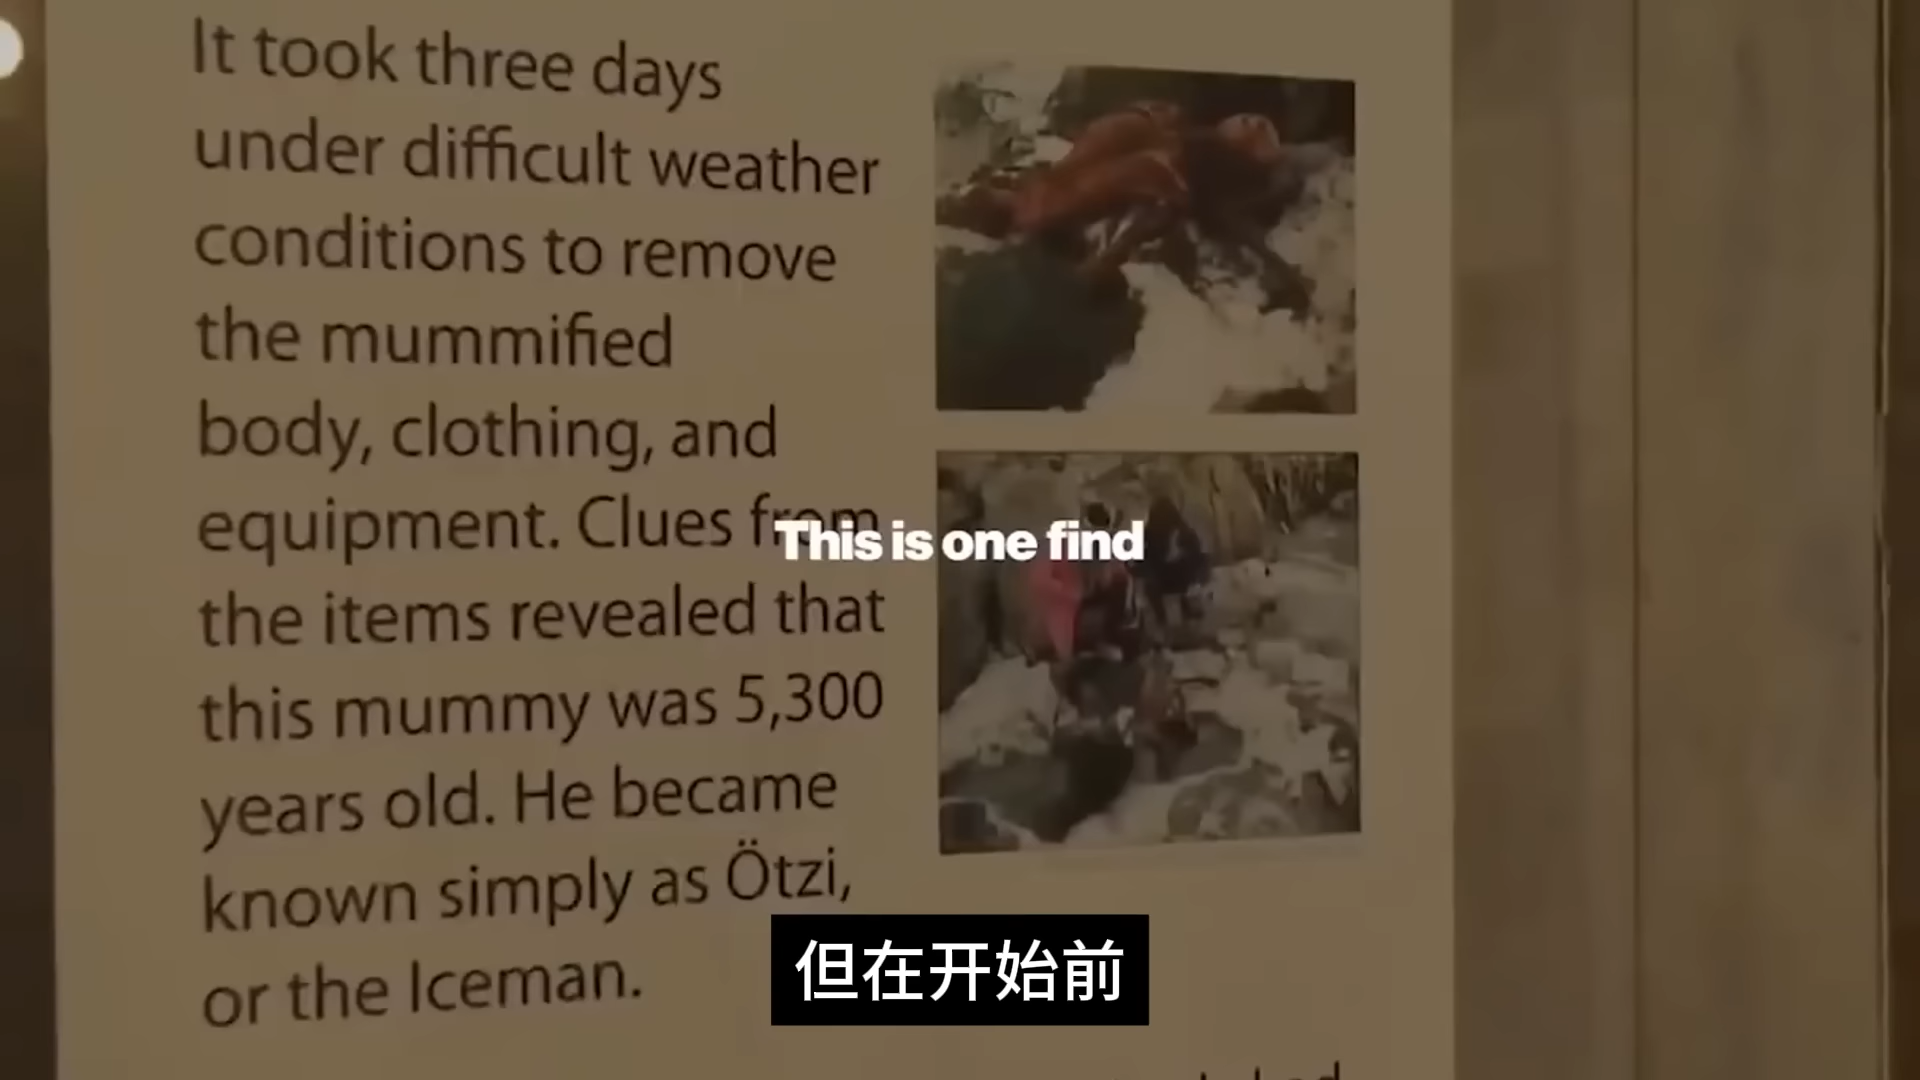 It took three days
under difficult weather
conditions to remove
the mummified
body, clothing, and
equipment. Clues from
the items revealed that
this mummy was 5,300
years old. He became
known simply as Ötzi,
or the Iceman.
This is one find
但在开始前